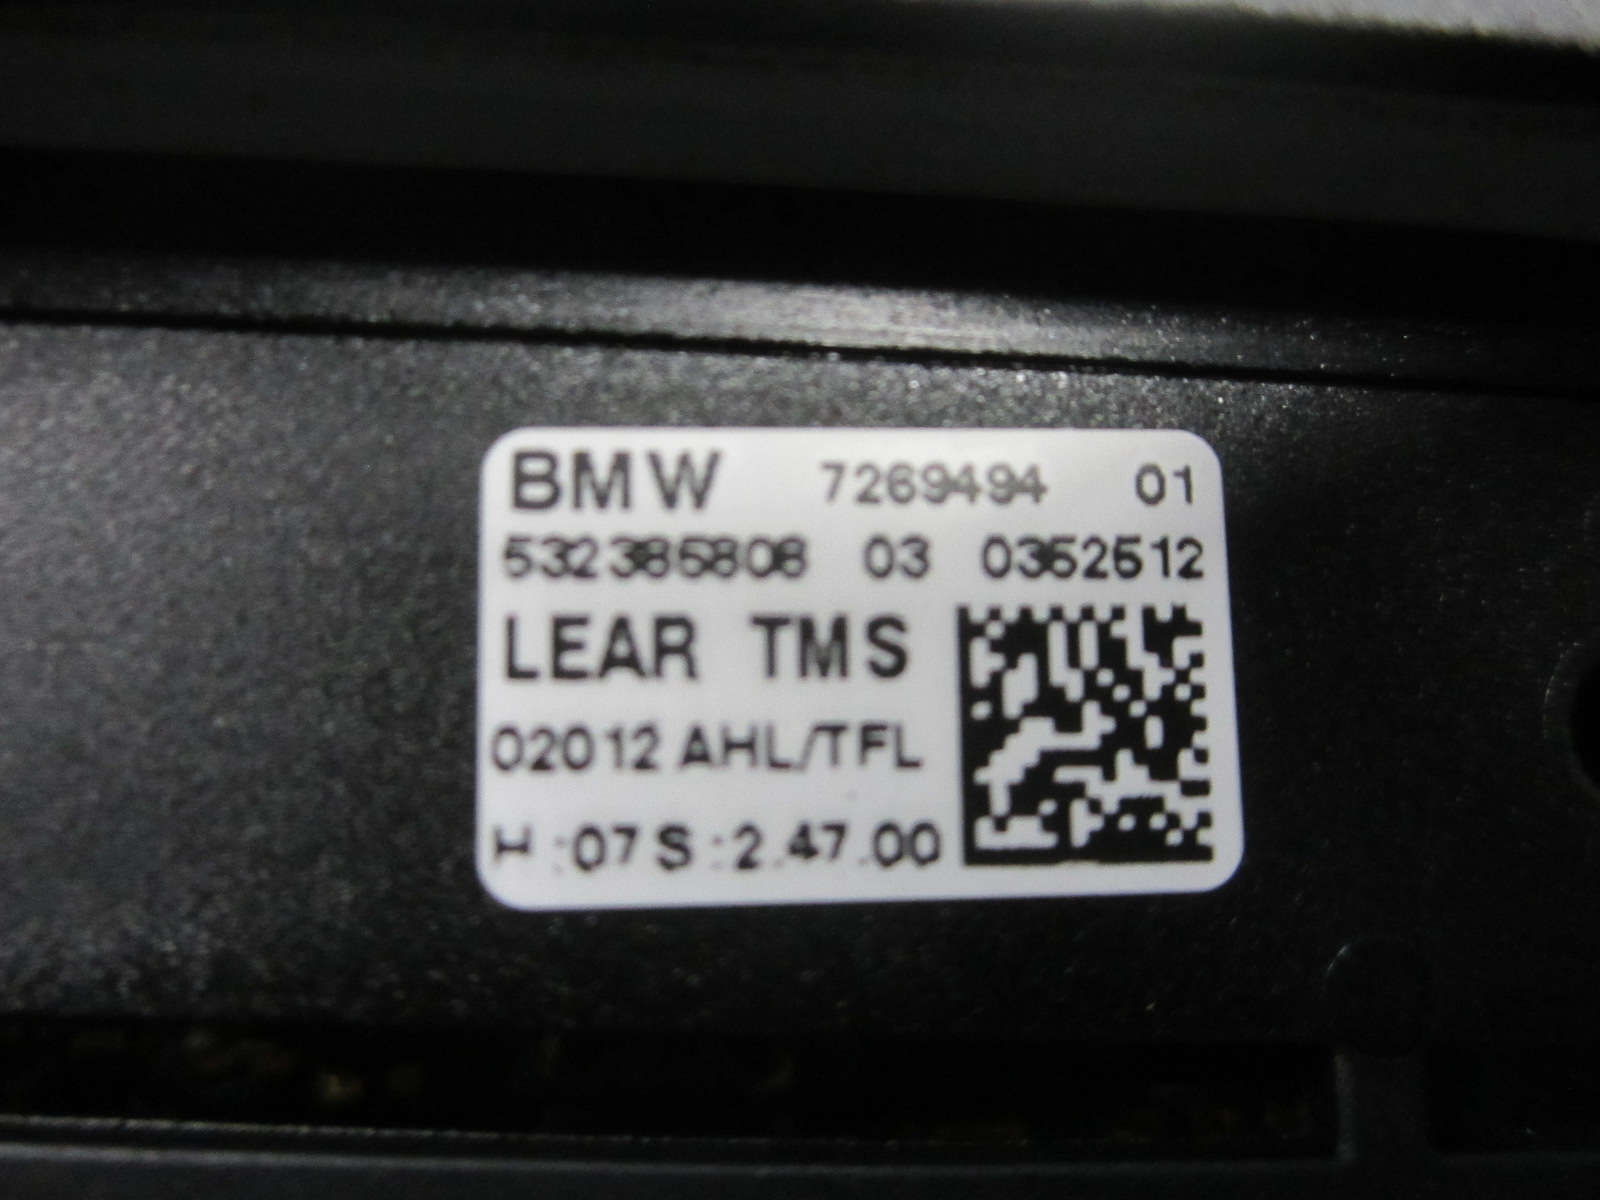 BMW 7269494 01
532385808 03 0352512
LEAR TMS
02012 AHL/TFL
H :07 S :2.47.00